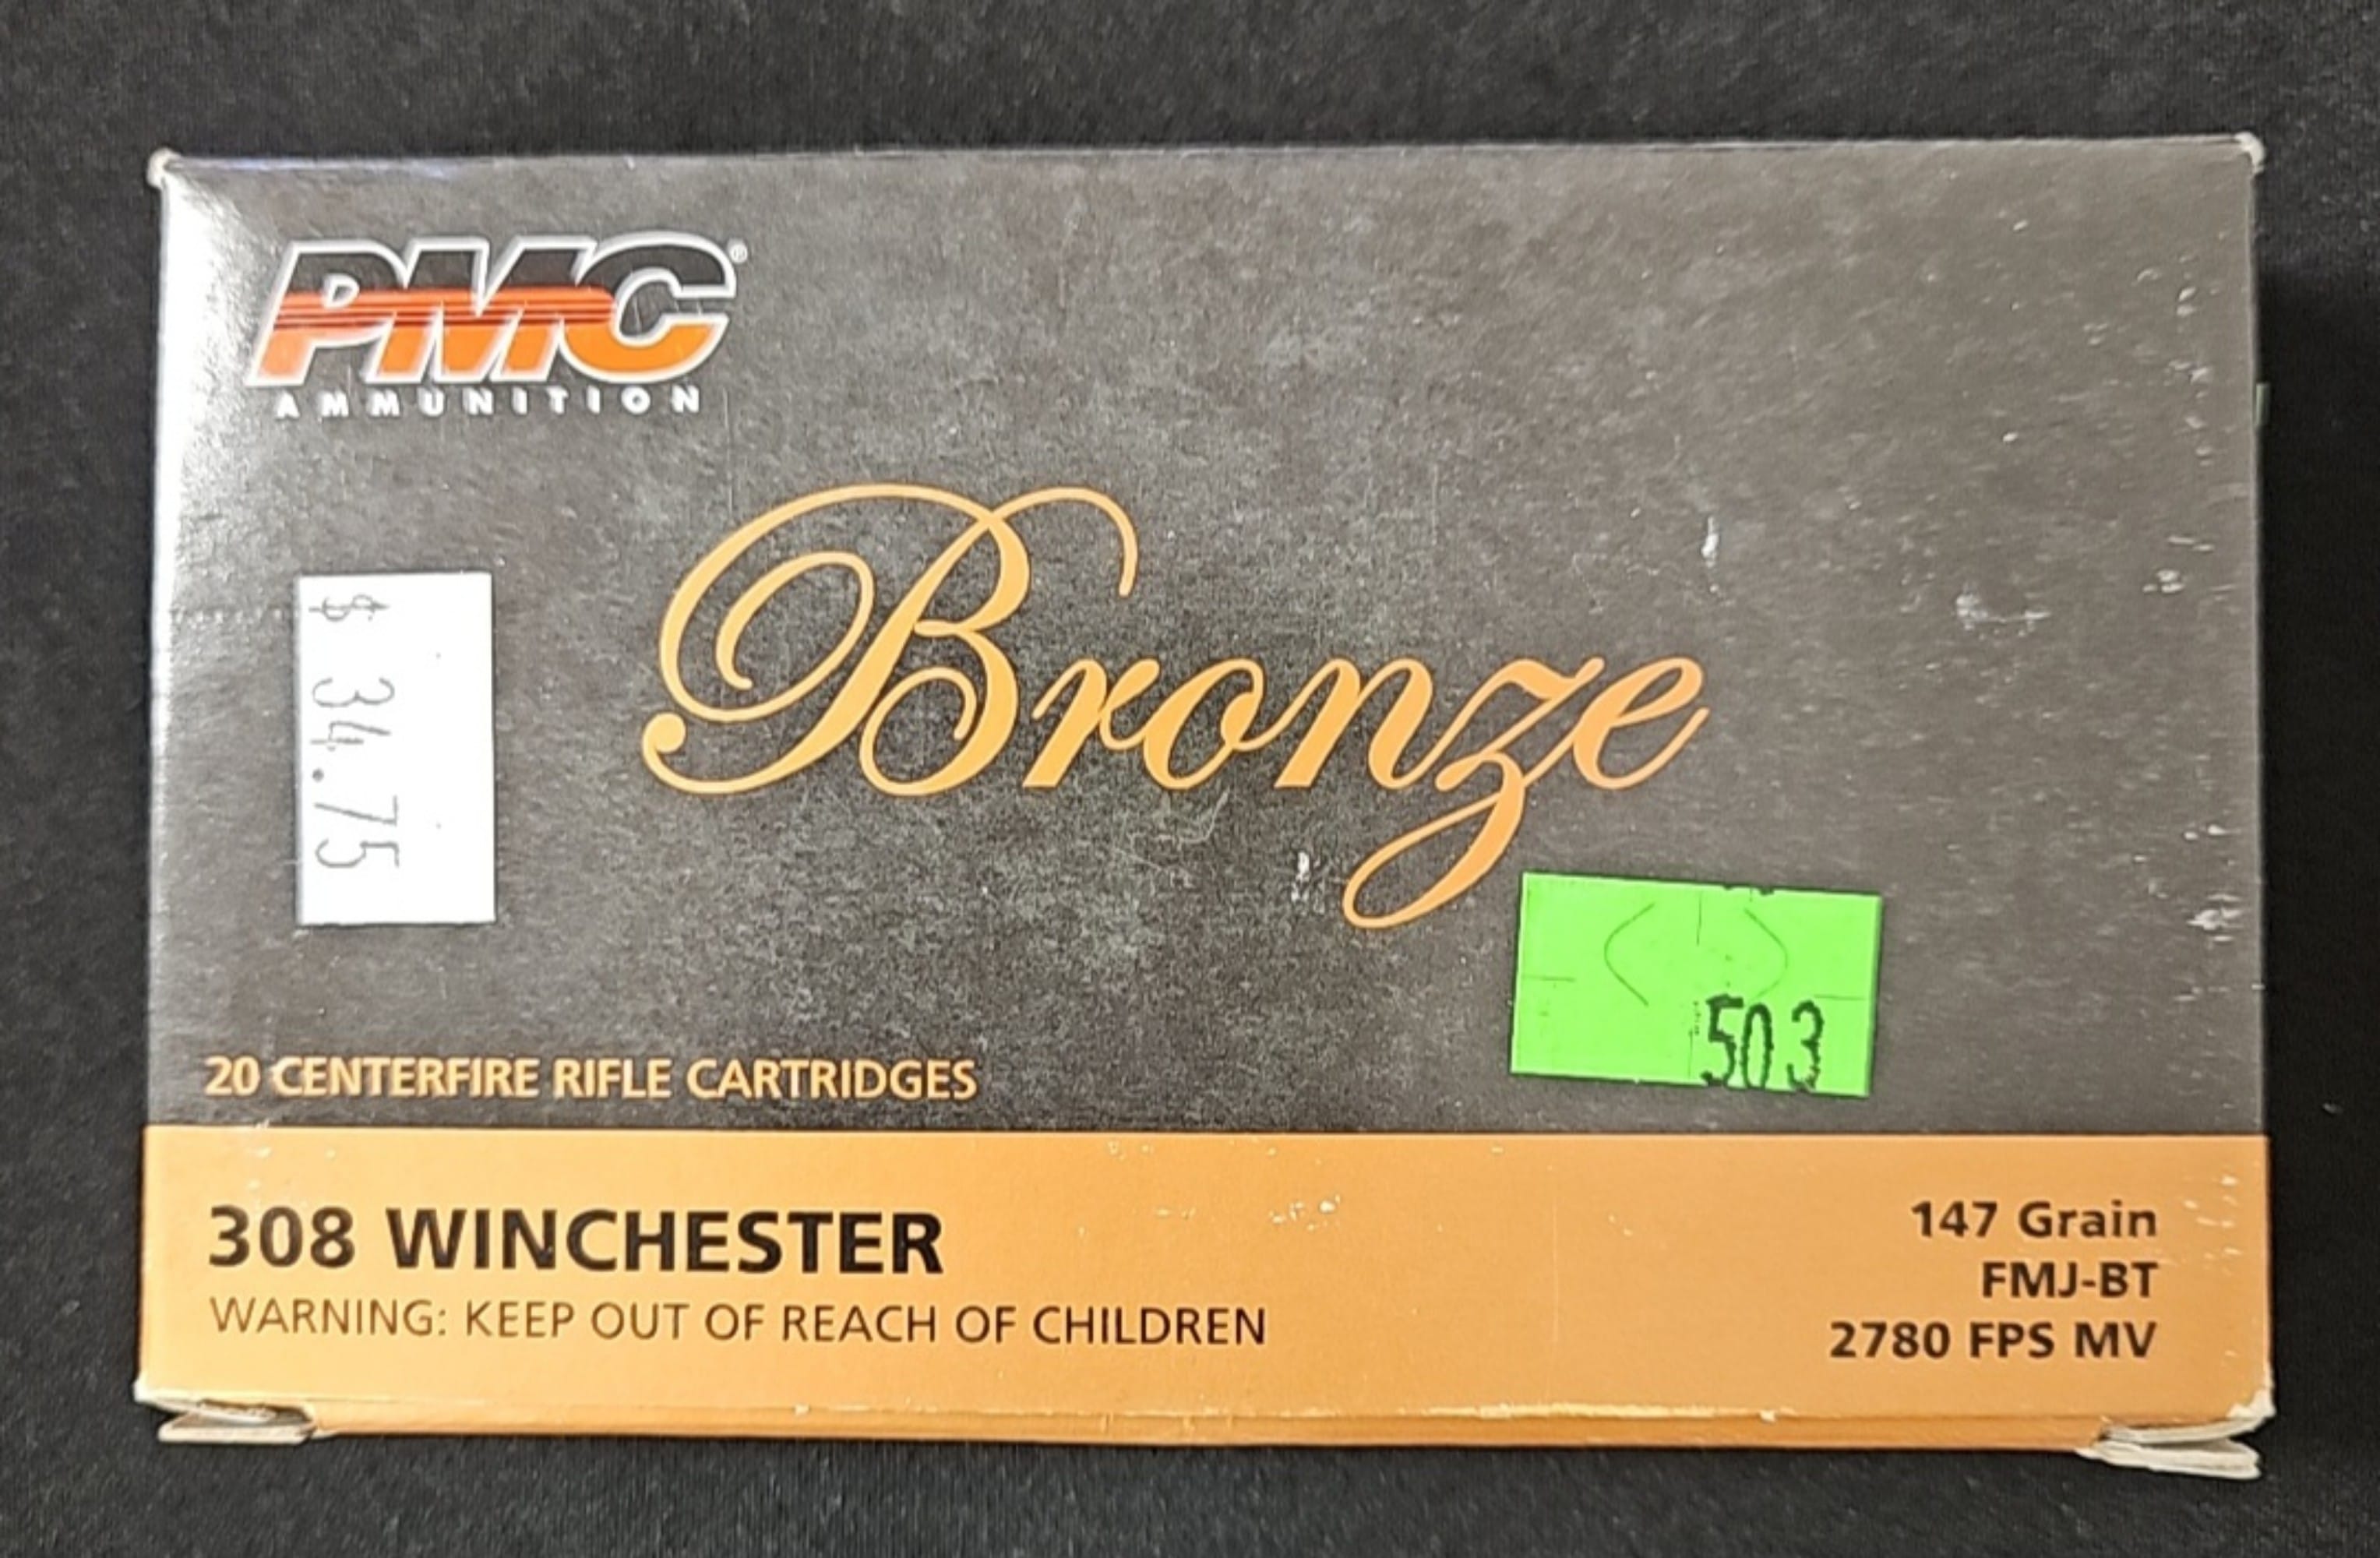 PMC®
AMMUNITION
$ 34.75
Bronze
503
20 CENTERFIRE RIFLE CARTRIDGES
308 WINCHESTER
WARNING: KEEP OUT OF REACH OF CHILDREN
147 Grain
FMJ-BT
2780 FPS MV